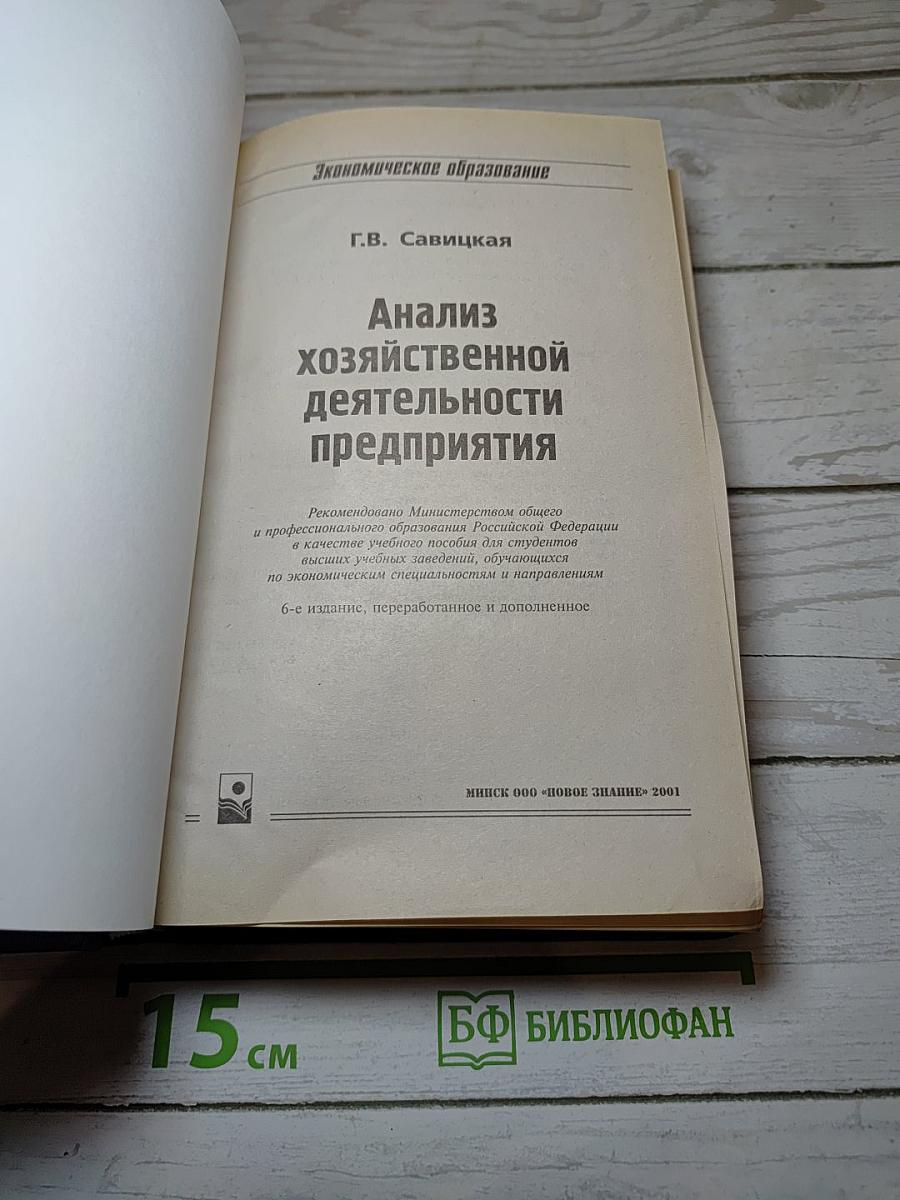 Экономическое образование
Г.В. Савицкая
Анализ
хозяйственной
деятельности
предприятия
Рекомендовано Министерством общего
и профессионального образования Российской Федерации
в качестве учебного пособия для студентов
высших учебных заведений, обучающихся
по экономическим специальностям и направлениям
6-е издание, переработанное и дополненное
МИНСК ООО «НОВОЕ ЗНАНИЕ» 2001
15 см
БФ БИБЛИОФАН